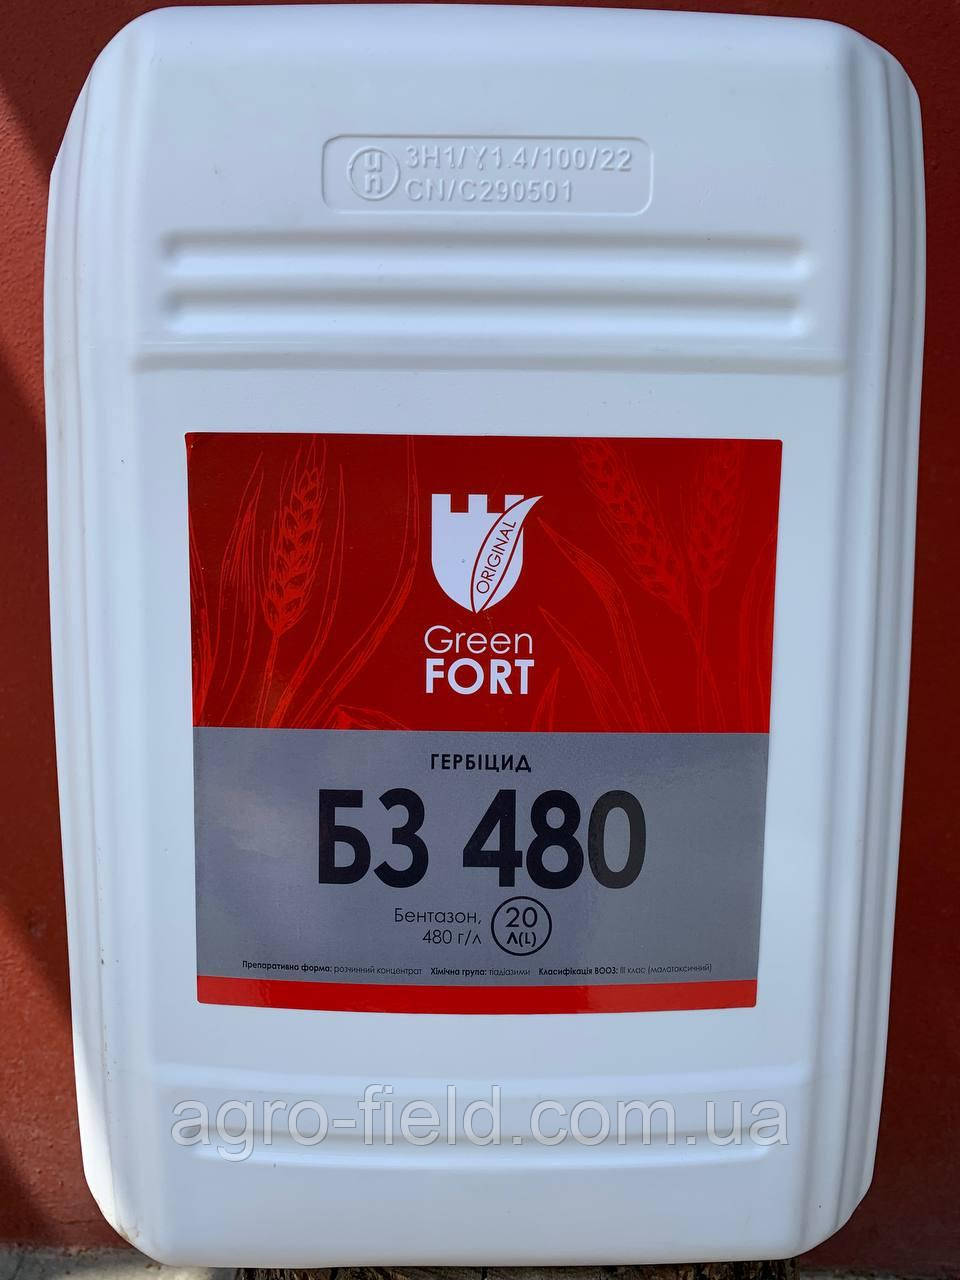 UN 3H1/Y1.4/100/22
CN/C290501
ORIGINAL
Green
FORT
ГЕРБІЦИД
БЗ 480
Бентазон,
480 г/л
20
Л(L)
Препаративна форма: розчинний концентрат Хімічна група: тіадіазини Класифікація ВООЗ: III клас (малотоксичний)
agro-field.com.ua